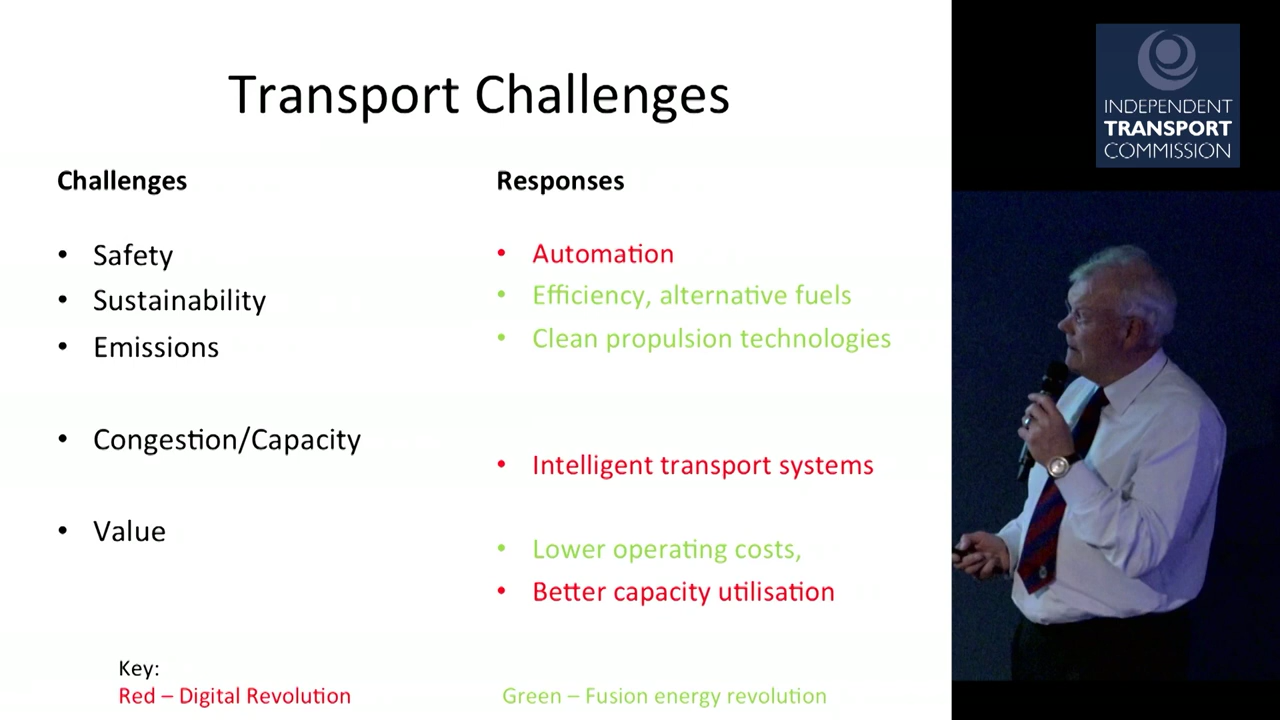 Transport Challenges
Challenges
• Safety
• Sustainability
• Emissions
• Congestion/Capacity
• Value
Responses
• Automation
• Efficiency, alternative fuels
• Clean propulsion technologies
• Intelligent transport systems
• Lower operating costs,
• Better capacity utilisation
Key:
Red – Digital Revolution
Green – Fusion energy revolution
INDEPENDENT
TRANSPORT
COMMISSION